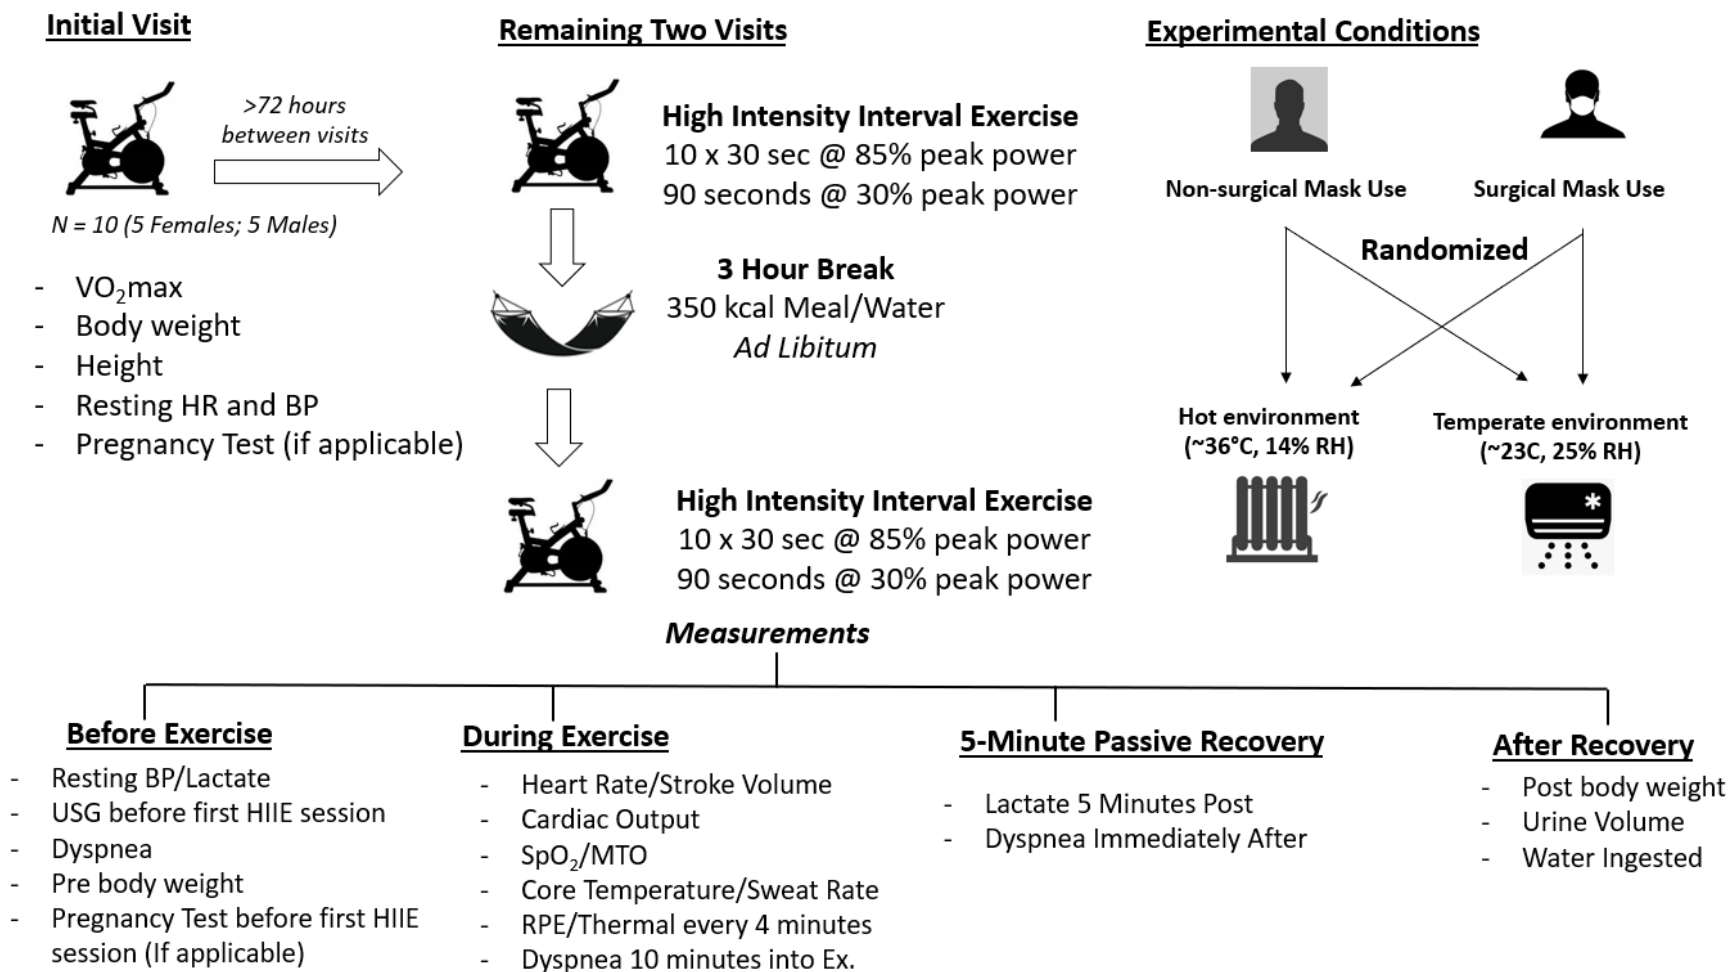 Initial Visit
>72 hours
between visits
N = 10 (5 Females; 5 Males)
- VO₂max
- Body weight
- Height
- Resting HR and BP
- Pregnancy Test (if applicable)
Remaining Two Visits
High Intensity Interval Exercise
10 x 30 sec @ 85% peak power
90 seconds @ 30% peak power
3 Hour Break
350 kcal Meal/Water
Ad Libitum
High Intensity Interval Exercise
10 x 30 sec @ 85% peak power
90 seconds @ 30% peak power
Experimental Conditions
Non-surgical Mask Use
Surgical Mask Use
Randomized
Hot environment
(~36°C, 14% RH)
Temperate environment
(~23C, 25% RH)
Measurements
Before Exercise
- Resting BP/Lactate
- USG before first HIIE session
- Dyspnea
- Pre body weight
- Pregnancy Test before first HIIE
session (If applicable)
During Exercise
- Heart Rate/Stroke Volume
- Cardiac Output
- SpO₂/MTO
- Core Temperature/Sweat Rate
- RPE/Thermal every 4 minutes
- Dyspnea 10 minutes into Ex.
5-Minute Passive Recovery
- Lactate 5 Minutes Post
- Dyspnea Immediately After
After Recovery
- Post body weight
- Urine Volume
- Water Ingested